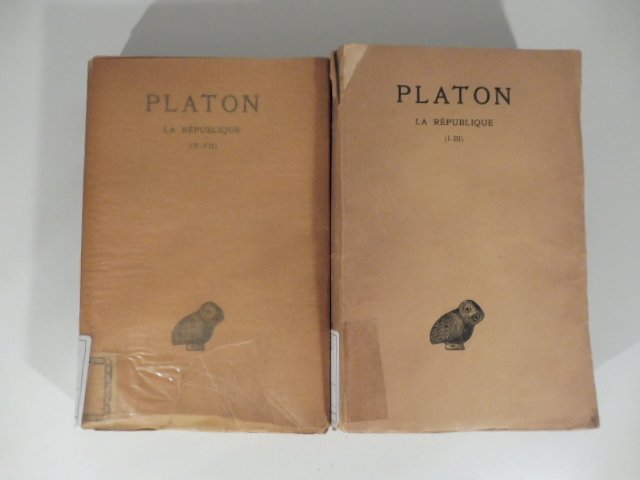 PLATON
LA RÉPUBLIQUE
(IV-VII)
PLATON
LA RÉPUBLIQUE
(I-III)